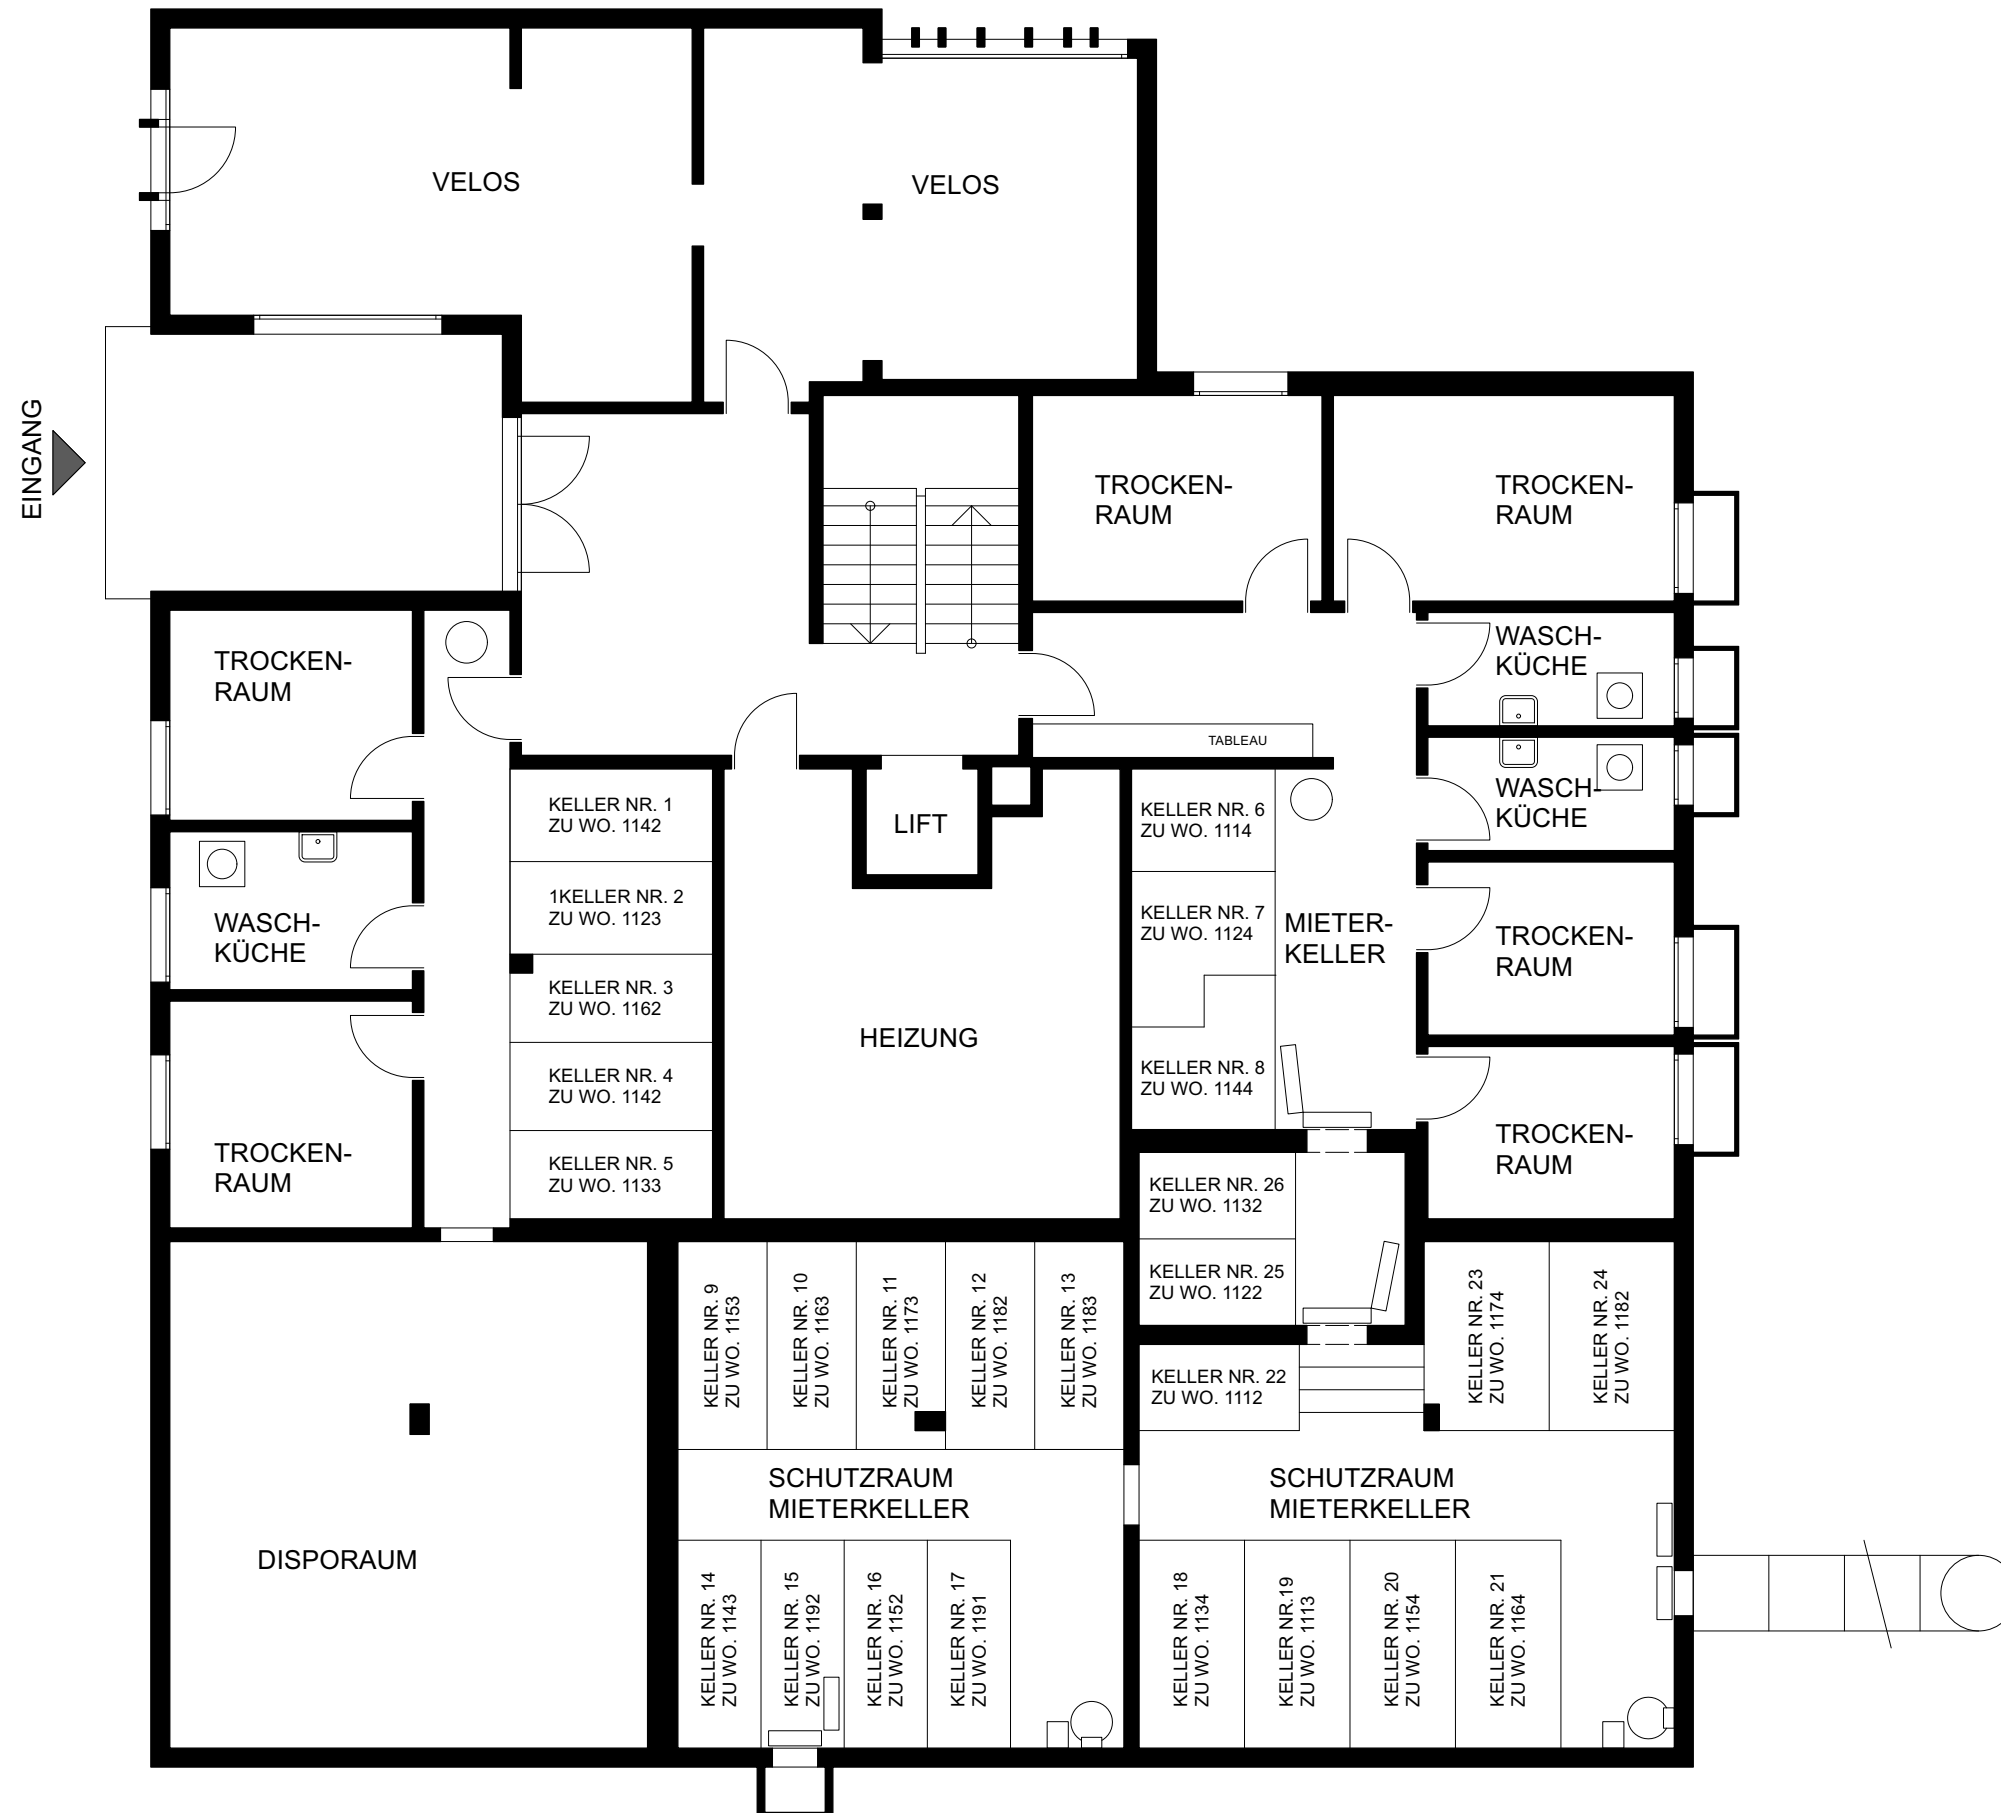 VELOS
VELOS
EINGANG
TROCKEN-
RAUM
TROCKEN-
RAUM
TROCKEN-
RAUM
WASCH-
KÜCHE
TABLEAU
WASCH-
KÜCHE
KELLER NR. 1
ZU WO. 1142
LIFT
KELLER NR. 6
ZU WO. 1114
1KELLER NR. 2
ZU WO. 1123
KELLER NR. 7
ZU WO. 1124
WASCH-
KÜCHE
MIETER-
KELLER
TROCKEN-
RAUM
KELLER NR. 3
ZU WO. 1162
HEIZUNG
KELLER NR. 4
ZU WO. 1142
KELLER NR. 8
ZU WO. 1144
TROCKEN-
RAUM
KELLER NR. 5
ZU WO. 1133
TROCKEN-
RAUM
KELLER NR. 26
ZU WO. 1132
KELLER NR. 25
ZU WO. 1122
KELLER NR. 9
ZU WO. 1153
KELLER NR. 10
ZU WO. 1163
KELLER NR. 11
ZU WO. 1173
KELLER NR. 12
ZU WO. 1182
KELLER NR. 13
ZU WO. 1183
KELLER NR. 22
ZU WO. 1112
KELLER NR. 23
ZU WO. 1174
KELLER NR. 24
ZU WO. 1182
SCHUTZRAUM
MIETERKELLER
SCHUTZRAUM
MIETERKELLER
DISPORAUM
KELLER NR. 14
ZU WO. 1143
KELLER NR. 15
ZU WO. 1192
KELLER NR. 16
ZU WO. 1152
KELLER NR. 17
ZU WO. 1191
KELLER NR. 18
ZU WO. 1134
KELLER NR.19
ZU WO. 1113
KELLER NR. 20
ZU WO. 1154
KELLER NR. 21
ZU WO. 1164